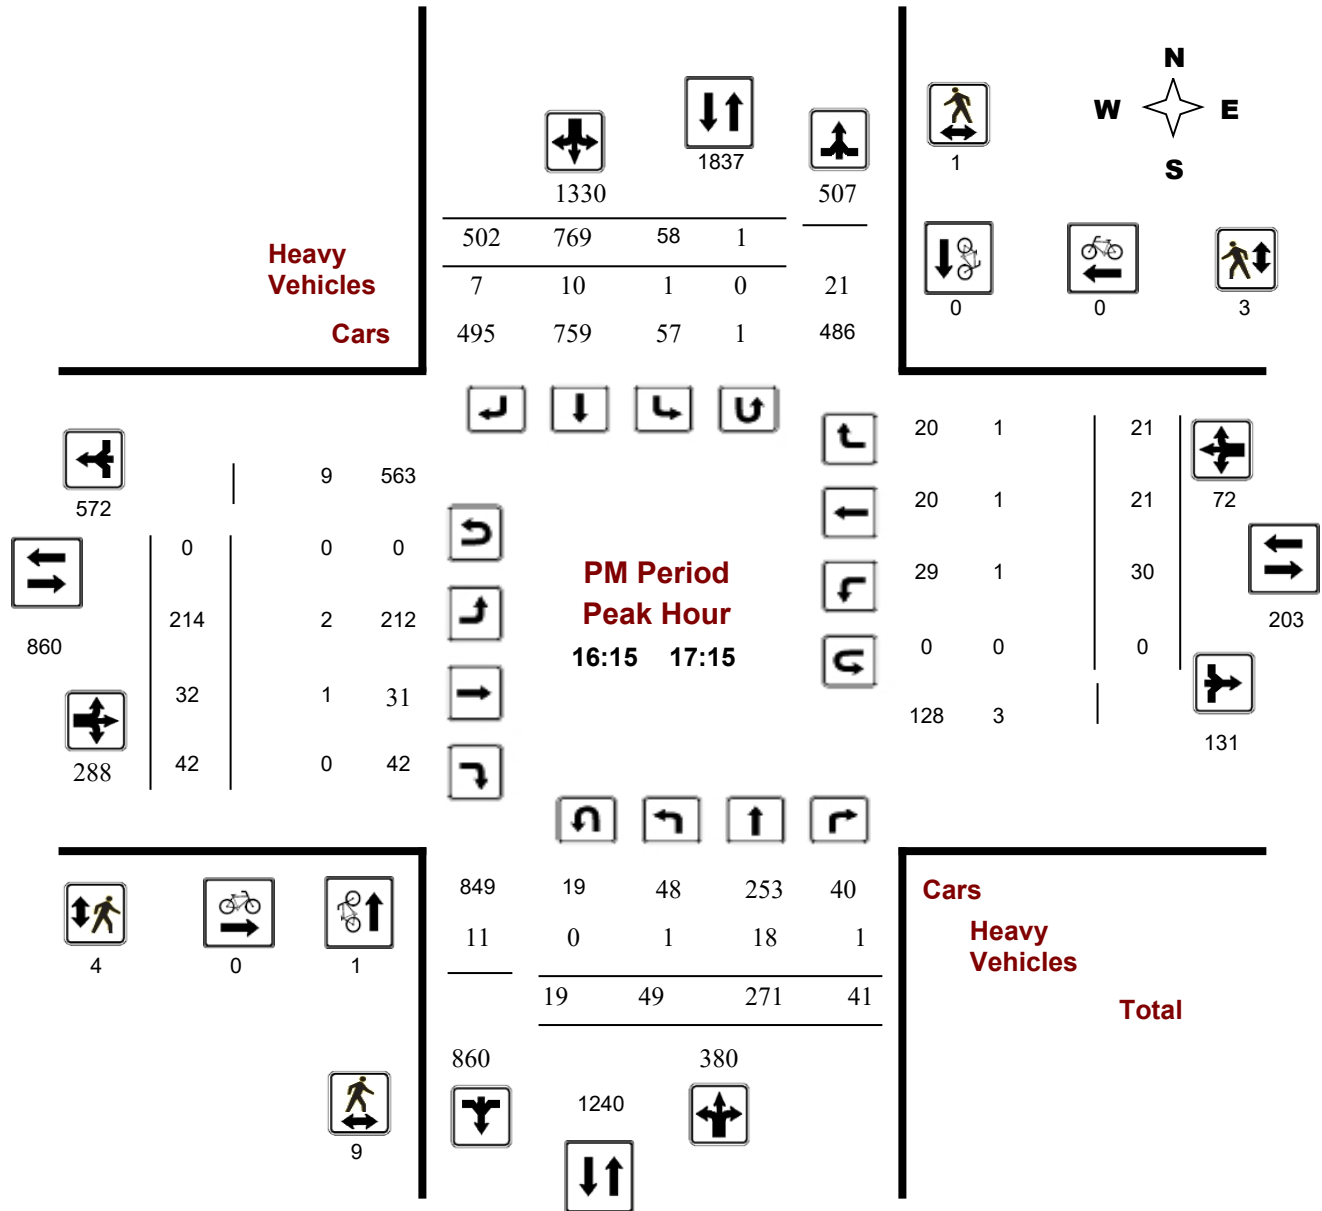 N
W E
S
1837
1
1330 507
502 769 58 1
Heavy
Vehicles 7 10 1 0 21
Cars 495 759 57 1 486
0 0 3
20 1 21
9 563
572
20 1 21 72
0 0 0
PM Period
29 1 30
Peak Hour
214 2 212
203
860
16:15 17:15
0 0 0
32 1 31
128 3
131
288 42 0 42
849 19 48 253 40 Cars
11 0 1 18 1 Heavy
Vehicles
4 0 1
19 49 271 41 Total
860 380
1240
9